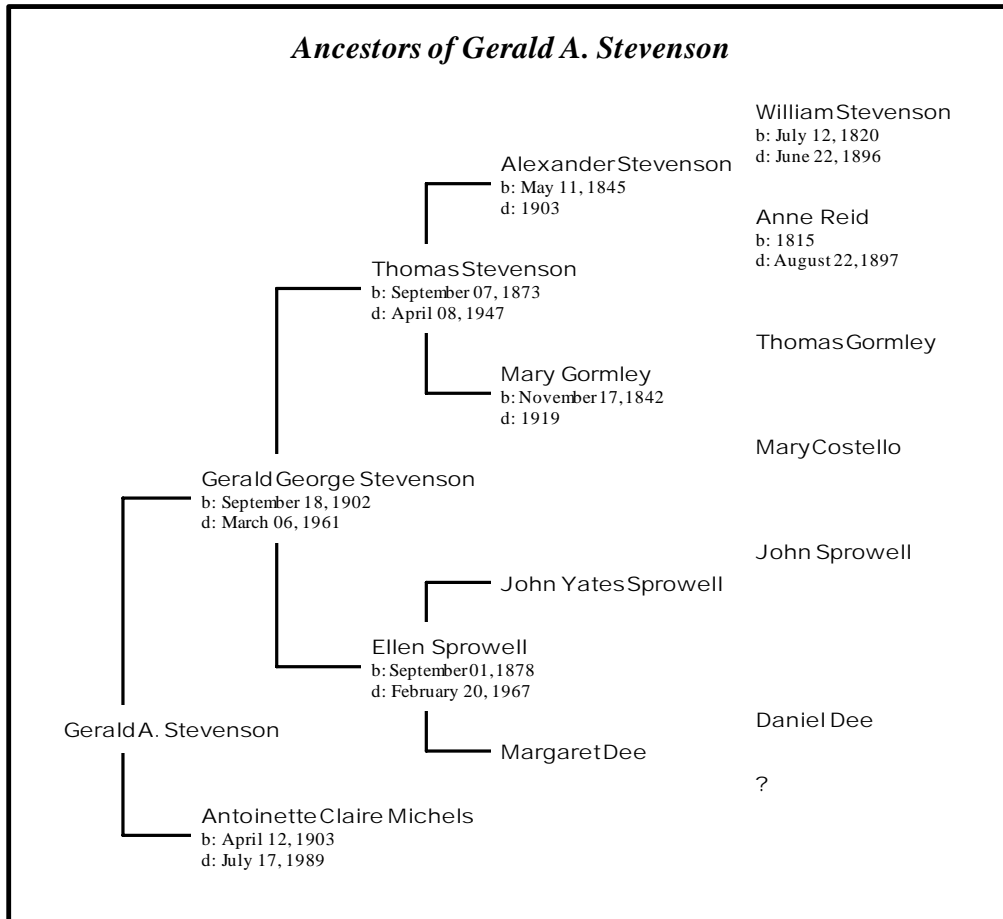 Ancestors of Gerald A. Stevenson
William Stevenson
b: July 12, 1820
d: June 22, 1896
Alexander Stevenson
b: May 11, 1845
d: 1903
Anne Reid
b: 1815
d: August 22, 1897
Thomas Stevenson
b: September 07, 1873
d: April 08, 1947
Thomas Gormley
Mary Gormley
b: November 17, 1842
d: 1919
Mary Costello
Gerald George Stevenson
b: September 18, 1902
d: March 06, 1961
John Sprowell
John Yates Sprowell
Ellen Sprowell
b: September 01, 1878
d: February 20, 1967
Daniel Dee
Gerald A. Stevenson
Margaret Dee
?
Antoinette Claire Michels
b: April 12, 1903
d: July 17, 1989